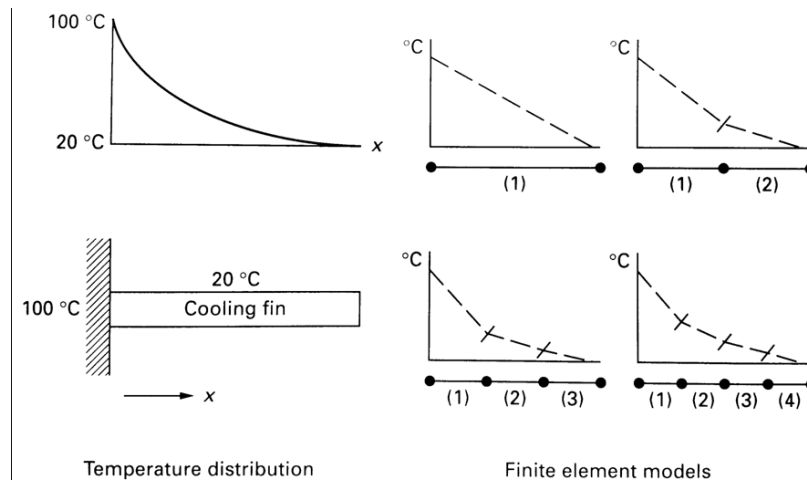 100 °C
20 °C
x
20 °C
100 °C
Cooling fin
x
Temperature distribution
°C
(1)
°C
(1) (2)
°C
(1) (2) (3)
°C
(1) (2) (3) (4)
Finite element models